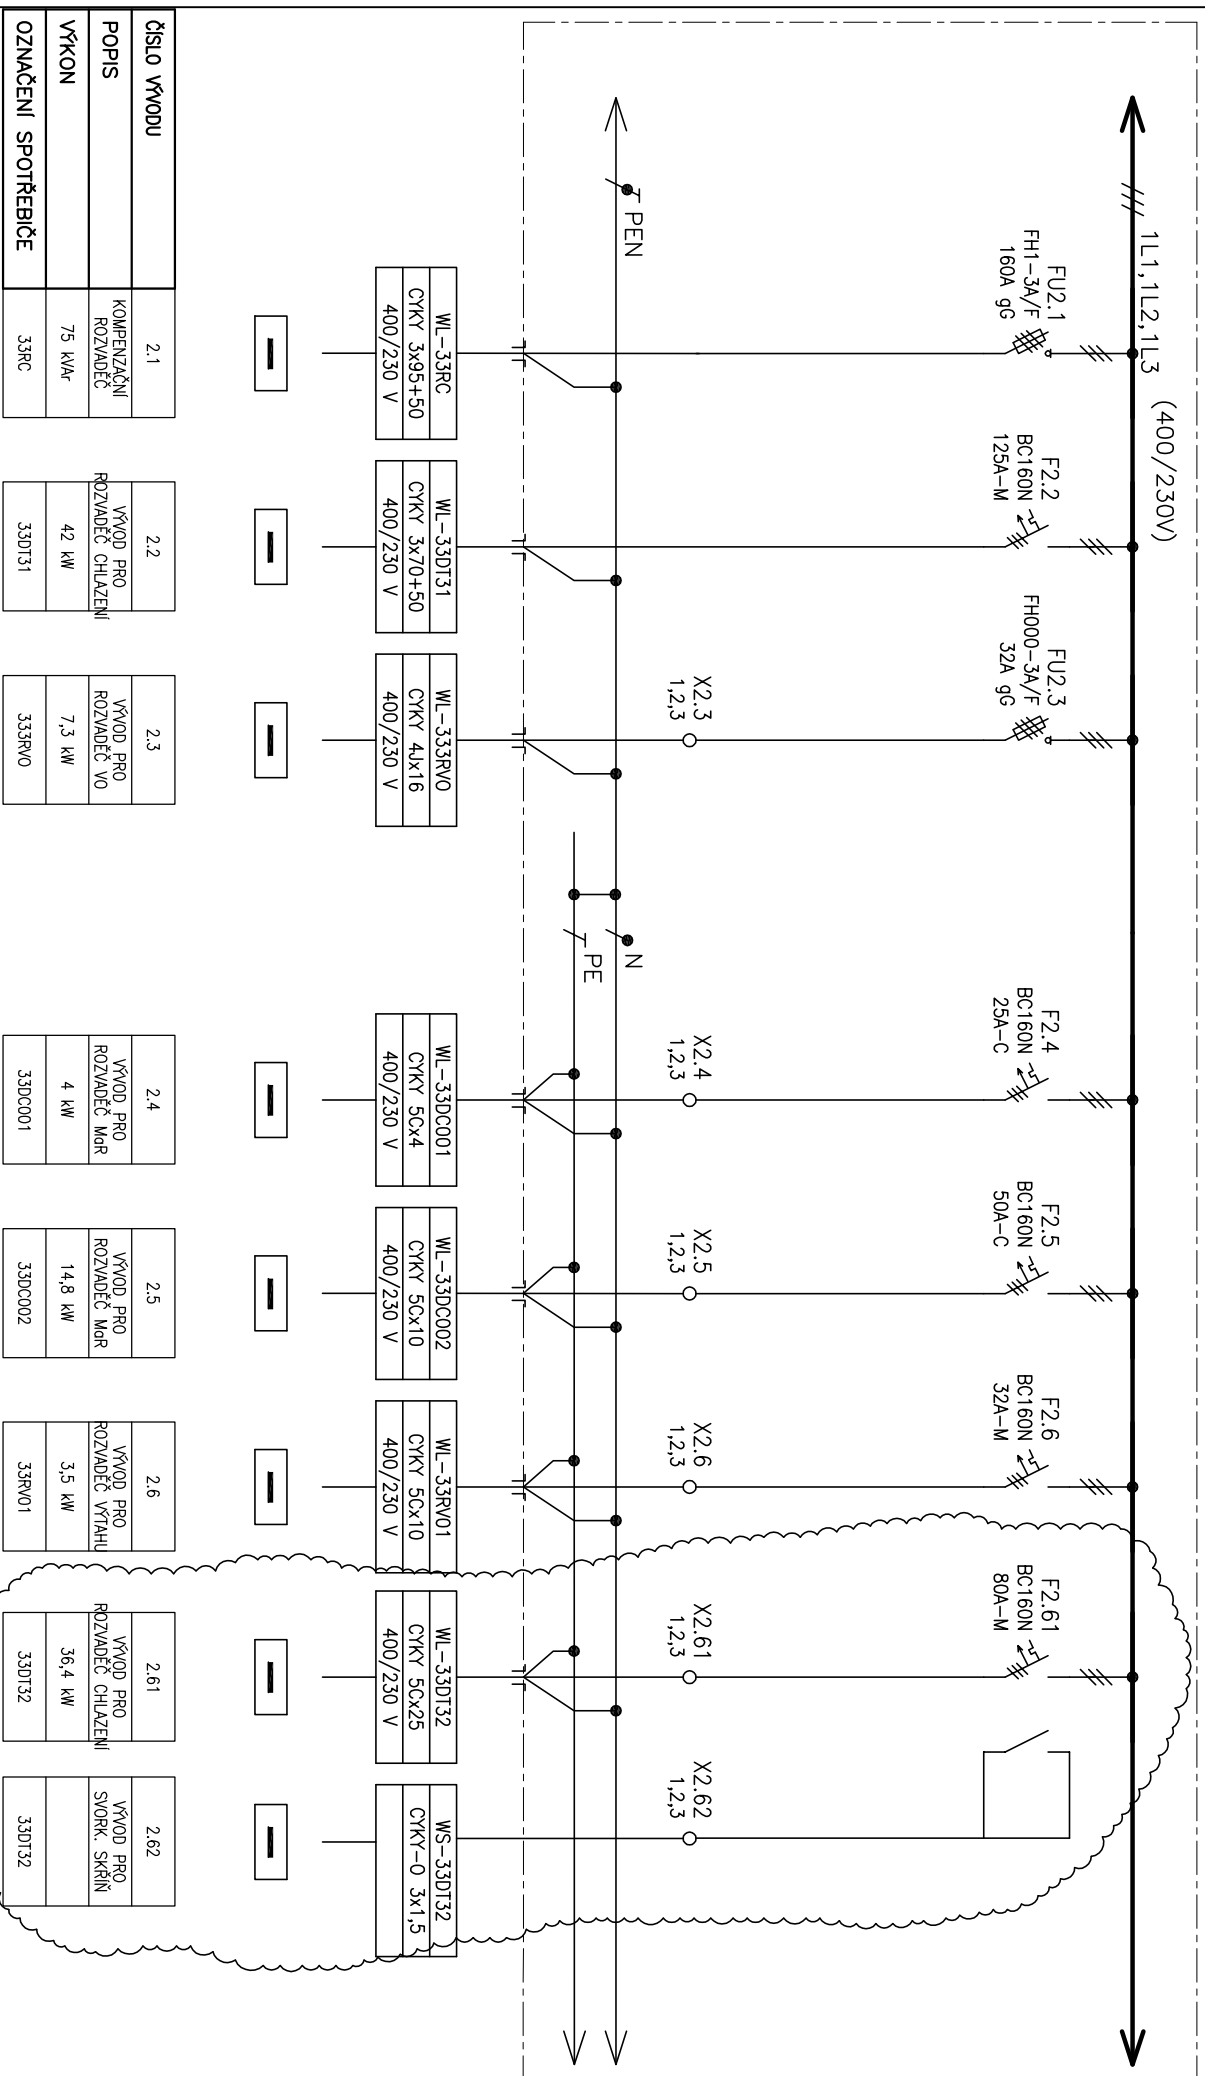 1L1,1L2,1L3 (400/230V)
FU2.1
FH1-3A/F
160A gG
F2.2
BC160N
125A-M
FU2.3
FH000-3A/F
32A gG
F2.4
BC160N
25A-C
F2.5
BC160N
50A-C
F2.6
BC160N
32A-M
F2.61
BC160N
80A-M
X2.3
1,2,3
X2.4
1,2,3
X2.5
1,2,3
X2.6
1,2,3
X2.61
1,2,3
X2.62
1,2,3
PEN
N
PE
WL-33RC
CYKY 3x95+50
400/230 V
WL-33DT31
CYKY 3x70+50
400/230 V
WL-333RVO
CYKY 4Jx16
400/230 V
WL-33DC001
CYKY 5Cx4
400/230 V
WL-33DC002
CYKY 5Cx10
400/230 V
WL-33RV01
CYKY 5Cx10
400/230 V
WL-33DT32
CYKY 5Cx25
400/230 V
WS-33DT32
CYKY-O 3x1,5
ČÍSLO VÝVODU
POPIS
VÝKON
OZNAČENÍ SPOTŘEBIČE
2.1
KOMPENZAČNÍ
ROZVADĚČ
75 kVAr
33RC
2.2
VÝVOD PRO
ROZVADĚČ CHLAZENÍ
42 kW
33DT31
2.3
VÝVOD PRO
ROZVADĚČ VO
7,3 kW
333RVO
2.4
VÝVOD PRO
ROZVADĚČ MaR
4 kW
33DC001
2.5
VÝVOD PRO
ROZVADĚČ MaR
14,8 kW
33DC002
2.6
VÝVOD PRO
ROZVADĚČ VÝTAHU
3,5 kW
33RV01
2.61
VÝVOD PRO
ROZVADĚČ CHLAZENÍ
36,4 kW
33DT32
2.62
VÝVOD PRO
SVORK. SKŘÍŇ
33DT32